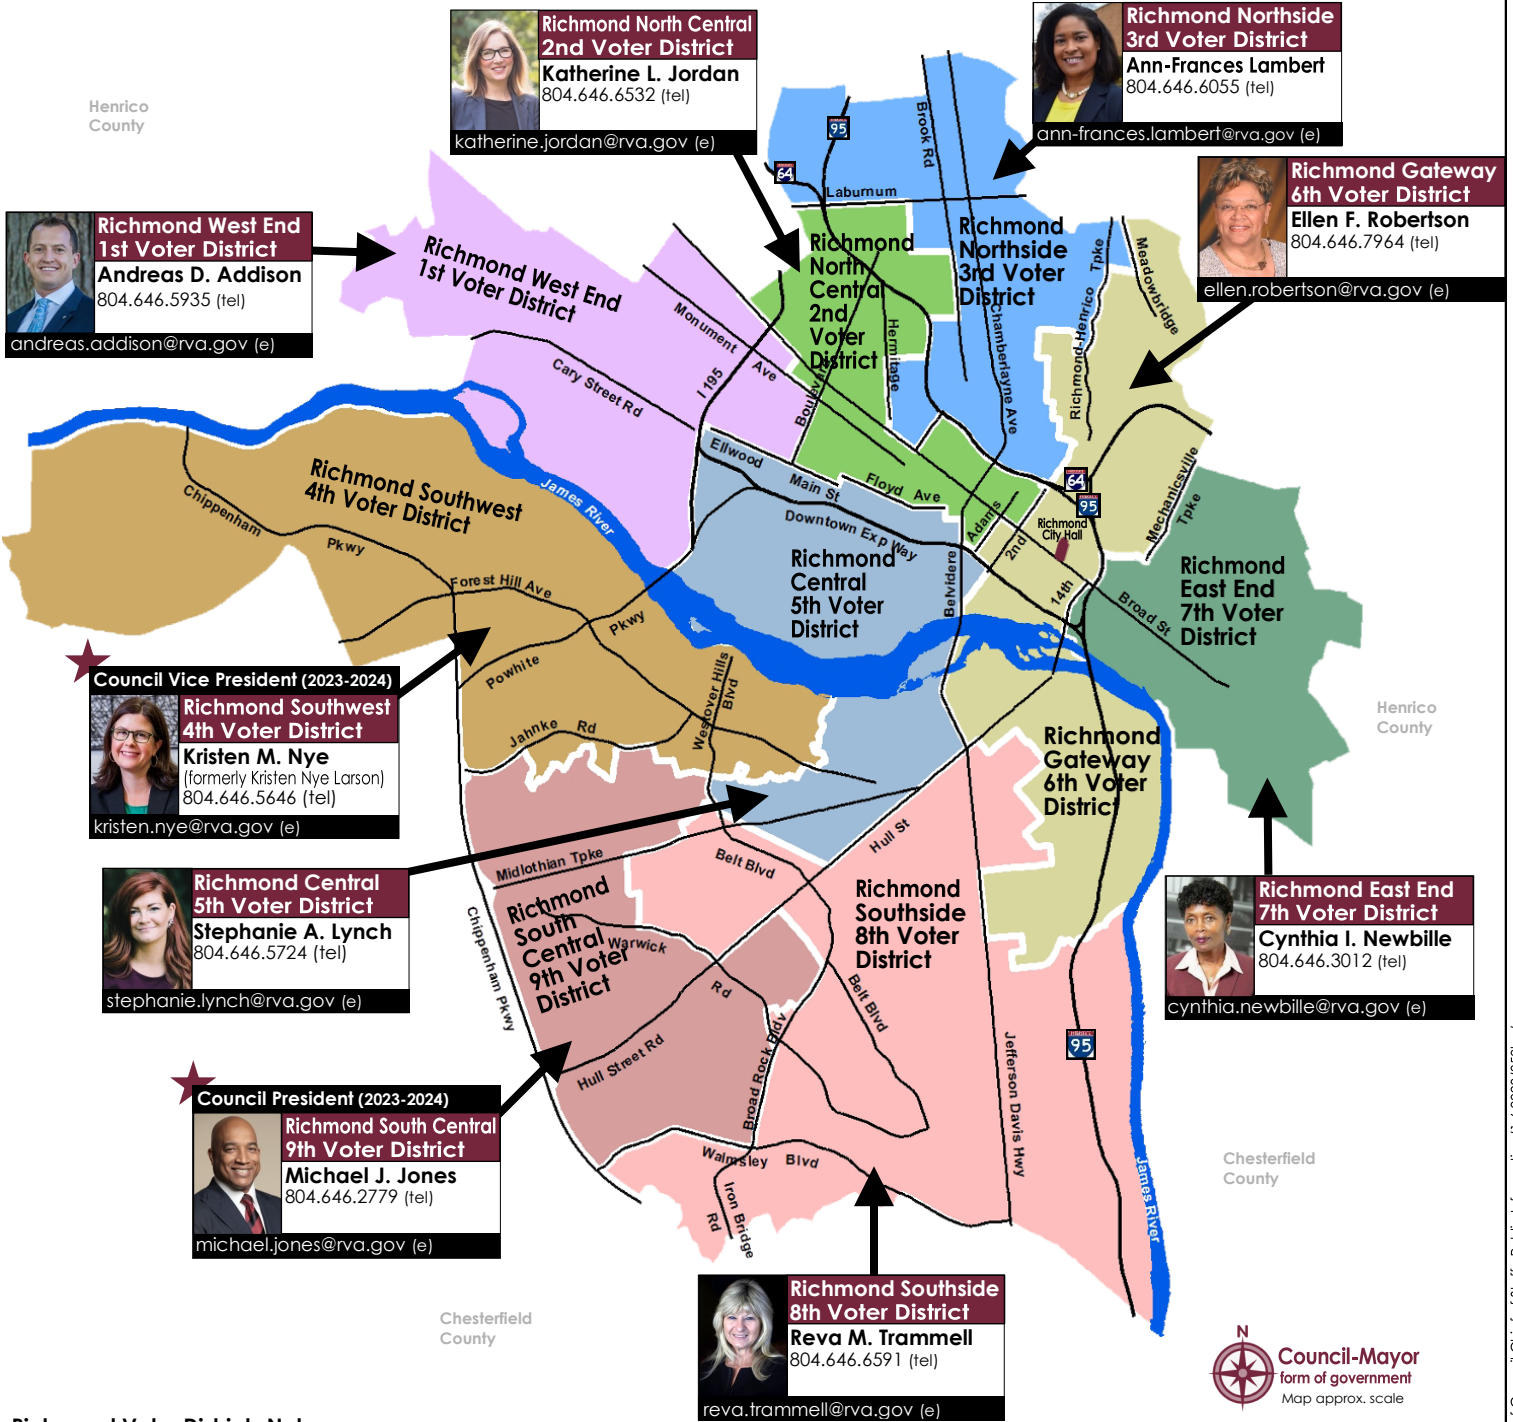 Richmond North Central
2nd Voter District
Katherine L. Jordan
804.646.6532 (tel)
katherine.jordan@rva.gov (e)
Richmond Northside
3rd Voter District
Ann-Frances Lambert
804.646.6055 (tel)
ann-frances.lambert@rva.gov (e)
Henrico
County
Richmond Gateway
6th Voter District
Ellen F. Robertson
804.646.7964 (tel)
ellen.robertson@rva.gov (e)
Richmond West End
1st Voter District
Andreas D. Addison
804.646.5935 (tel)
andreas.addison@rva.gov (e)
95
64
Brook Rd
Laburnum
Richmond West End
1st Voter District
Richmond
North
Central
2nd
Voter
District
Richmond
Northside
3rd Voter
District
Richmond-Henrico Tpke
Meadowbridge
Monument Ave
Cary Street Rd
I 195
Boulevard
Hermitage
Chamberlayne Ave
Ellwood
Main St
Floyd Ave
Downtown Exp Way
Adams
2nd
64
95
Richmond
City Hall
Mechanicsville
Tpke
14th
Broad St
Belvidere
Richmond Southwest
4th Voter District
James River
Chippenham
Pkwy
Forest Hill Ave
Powhite
Pkwy
Richmond
Central
5th Voter
District
Richmond
East End
7th Voter
District
Westover Hills
Blvd
Jahnke Rd
Council Vice President (2023-2024)
Richmond Southwest
4th Voter District
Kristen M. Nye
(formerly Kristen Nye Larson)
804.646.5646 (tel)
kristen.nye@rva.gov (e)
Henrico
County
Richmond
Gateway
6th Voter
District
Richmond Central
5th Voter District
Stephanie A. Lynch
804.646.5724 (tel)
stephanie.lynch@rva.gov (e)
Midlothian Tpke
Belt Blvd
Hull St
Richmond
South
Central
9th Voter
District
Richmond
Southside
8th Voter
District
Richmond East End
7th Voter District
Cynthia I. Newbille
804.646.3012 (tel)
cynthia.newbille@rva.gov (e)
Chippenham Pkwy
Warwick
Rd
Belt Blvd
Hull Street Rd
Broad Rock Bldv
Jefferson Davis Hwy
95
Council President (2023-2024)
Richmond South Central
9th Voter District
Michael J. Jones
804.646.2779 (tel)
michael.jones@rva.gov (e)
Walmsley Blvd
Iron Bridge
Rd
James River
Chesterfield
County
Chesterfield
County
Richmond Southside
8th Voter District
Reva M. Trammell
804.646.6591 (tel)
reva.trammell@rva.gov (e)
N
Council-Mayor
form of government
Map approx. scale